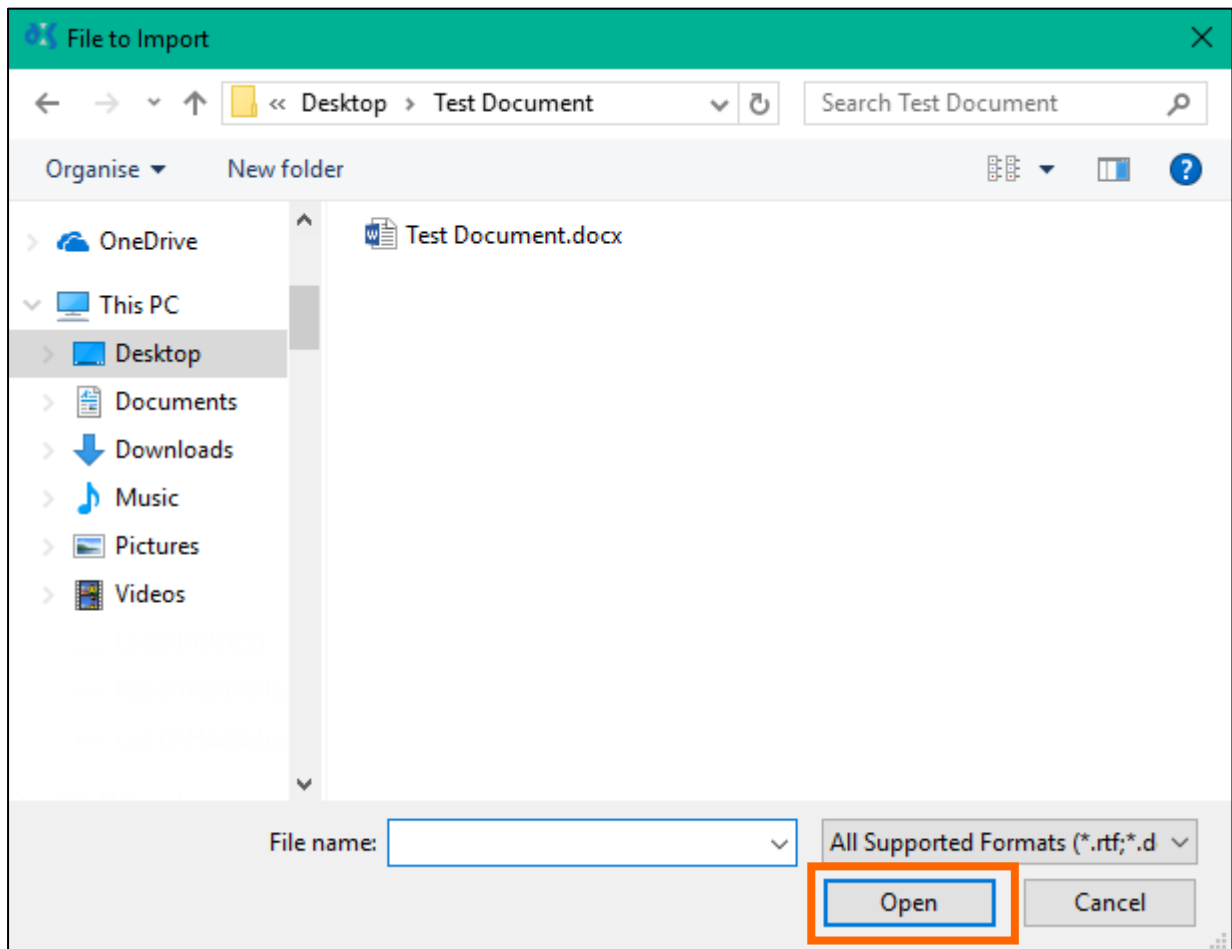 File to Import
« Desktop > Test Document
Search Test Document
Organise
New folder
?
OneDrive
Test Document.docx
This PC
Desktop
Documents
Downloads
Music
Pictures
Videos
File name:
All Supported Formats (*.rtf;*.d
Open
Cancel